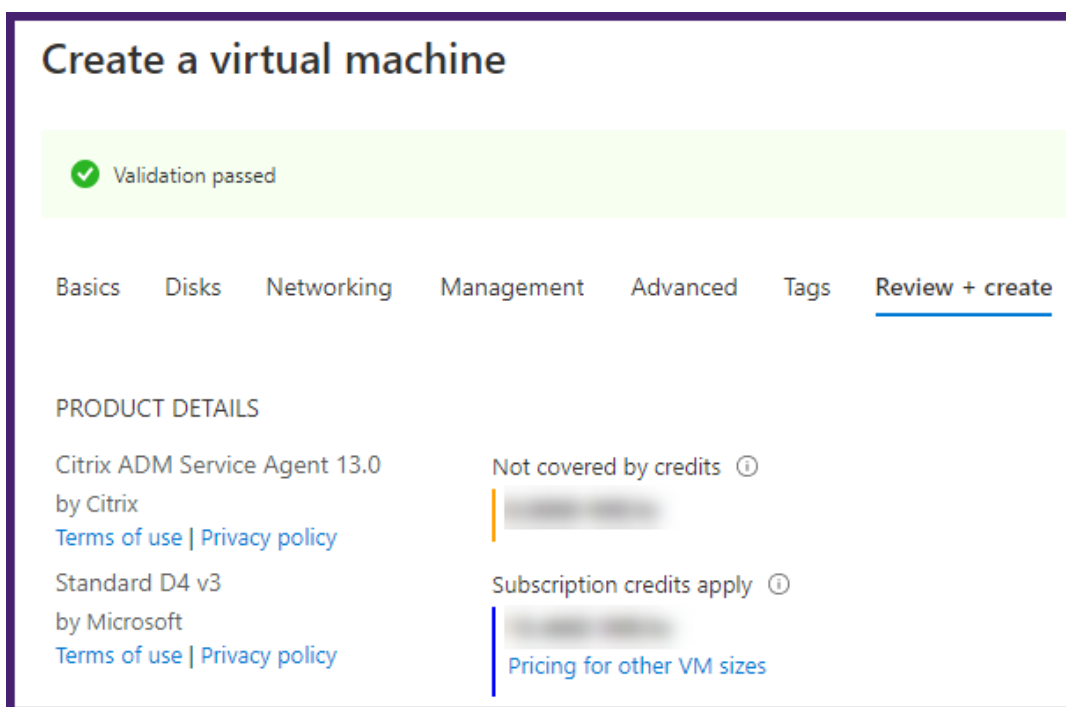 Create a virtual machine
Validation passed
Basics Disks Networking Management Advanced Tags Review + create
PRODUCT DETAILS
Citrix ADM Service Agent 13.0
by Citrix
Terms of use | Privacy policy
Not covered by credits
Standard D4 v3
by Microsoft
Terms of use | Privacy policy
Subscription credits apply
Pricing for other VM sizes